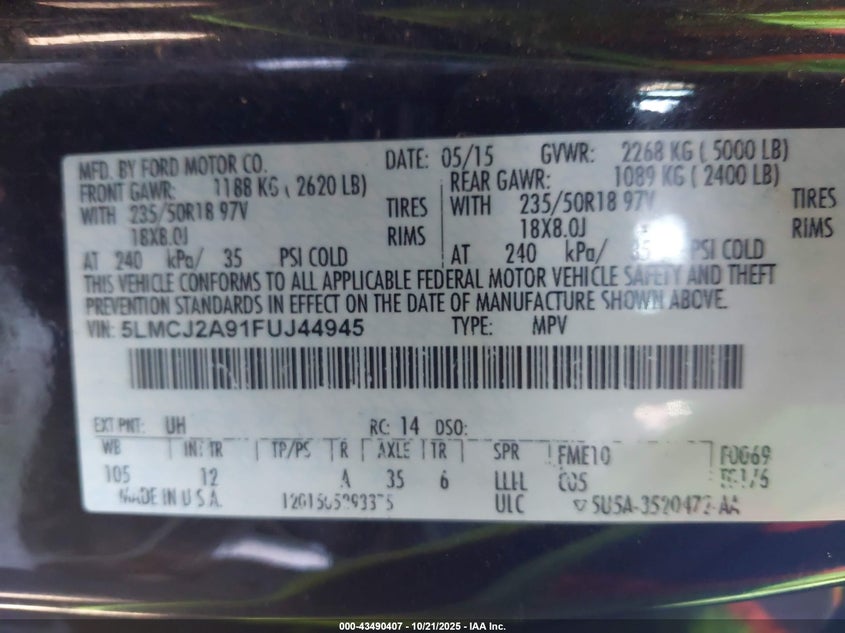 MFD. BY FORD MOTOR CO. DATE: 05/15 GVWR: 2268 KG ( 5000 LB)
FRONT GAWR: 1188 KG ( 2620 LB) REAR GAWR: 1089 KG ( 2400 LB)
WITH 235/50R18 97V TIRES WITH 235/50R18 97V TIRES
18X8.0J RIMS 18X8.0J RIMS
AT 240 kPa/ 35 PSI COLD AT 240 kPa/ 35 PSI COLD
THIS VEHICLE CONFORMS TO ALL APPLICABLE FEDERAL MOTOR VEHICLE SAFETY AND THEFT
PREVENTION STANDARDS IN EFFECT ON THE DATE OF MANUFACTURE SHOWN ABOVE.
VIN: 5LMCJ2A91FUJ44945 TYPE: MPV
EXT PNT: UH RC: 14 DSO:
WB INT TR TP/PS R AXLE TR SPR FME10
105 12 A 35 6
MADE IN U.S.A. ULC
000-43490407 - 10/21/2025 - IAA Inc.